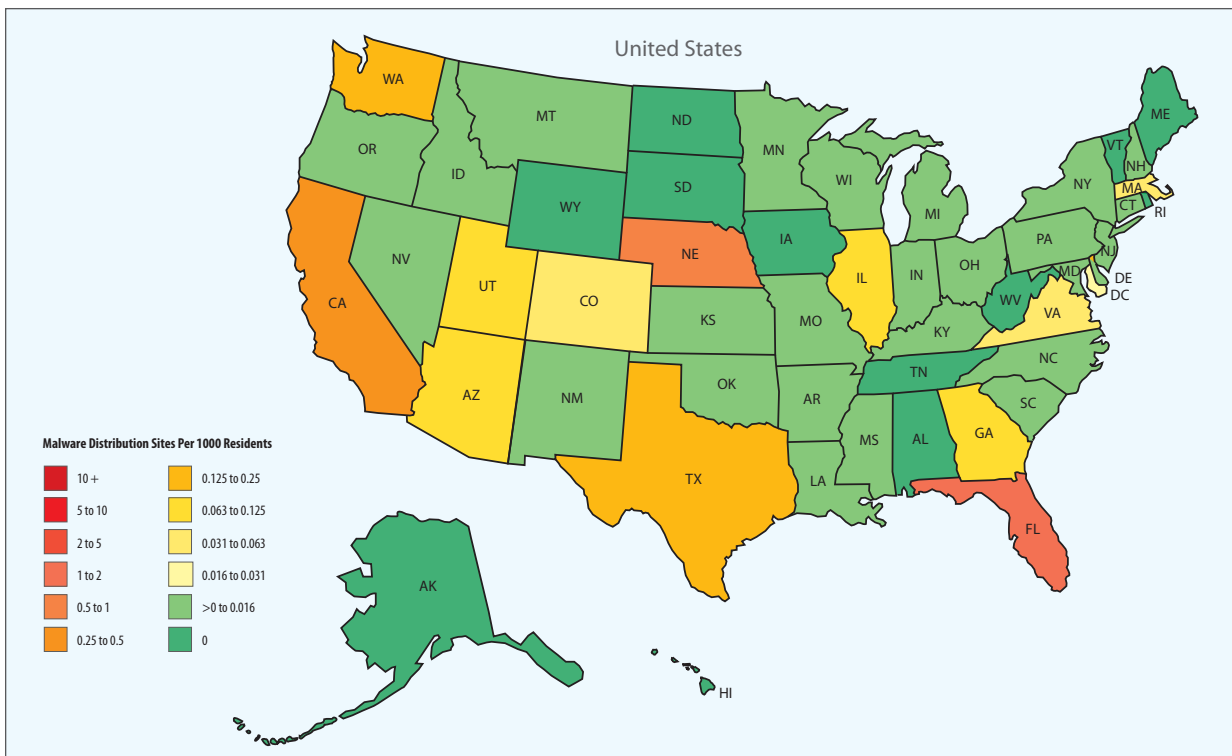 United States
WA
OR
ID
MT
ND
SD
MN
WI
MI
NY
VT
NH
ME
MA
CT
RI
PA
NJ
DE
MD
DC
WV
VA
OH
IN
IL
IA
NE
WY
NV
UT
CO
KS
MO
KY
NC
TN
SC
CA
AZ
NM
OK
AR
MS
AL
GA
LA
TX
FL
AK
HI
Malware Distribution Sites Per 1000 Residents
10 +
5 to 10
2 to 5
1 to 2
0.5 to 1
0.25 to 0.5
0.125 to 0.25
0.063 to 0.125
0.031 to 0.063
0.016 to 0.031
>0 to 0.016
0